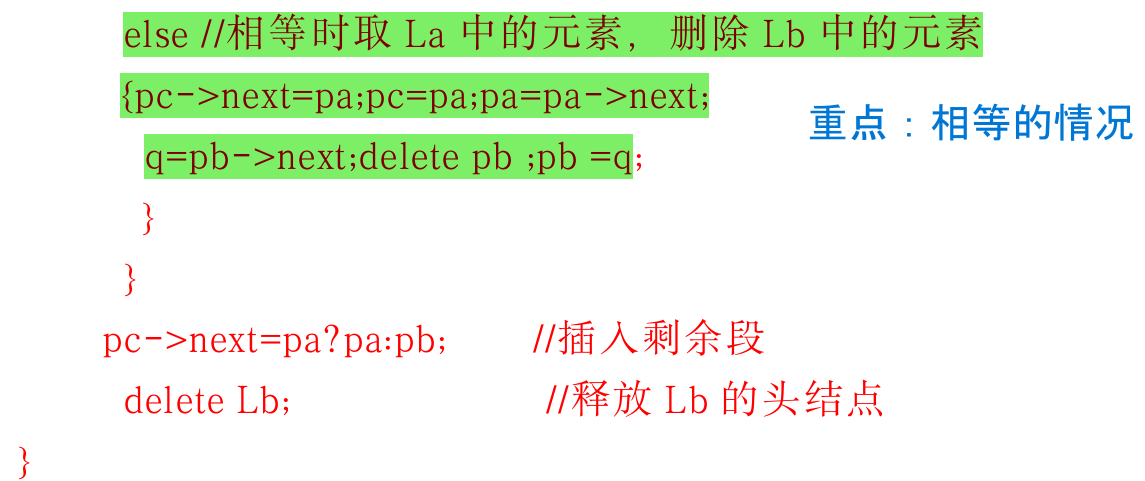 else //相等时取 La 中的元素，删除 Lb 中的元素
{pc->next=pa;pc=pa;pa=pa->next;
重点：相等的情况
q=pb->next;delete pb ;pb =q;
}
}
pc->next=pa?pa:pb; //插入剩余段
delete Lb; //释放 Lb 的头结点
}